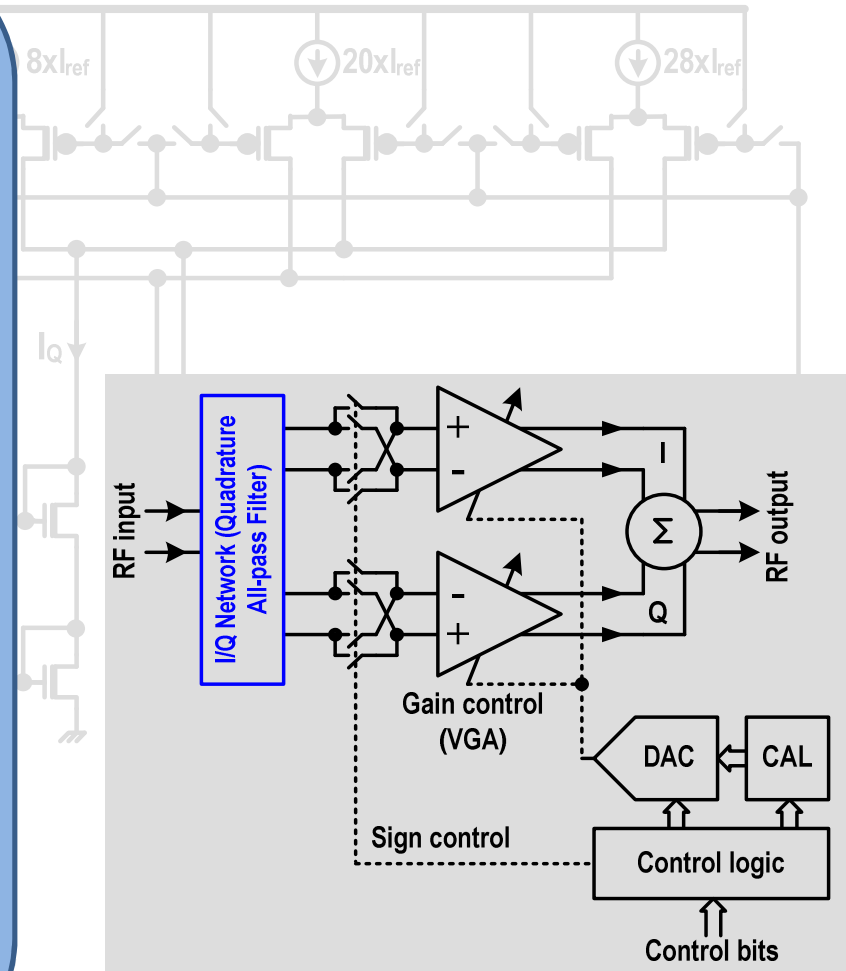 8xIref
20xIref
28xIref
IQ
I/Q Network (Quadrature
All-pass Filter)
RF input
+
-
-
+
I
Q
Σ
RF output
Gain control
(VGA)
DAC
CAL
Sign control
Control logic
Control bits